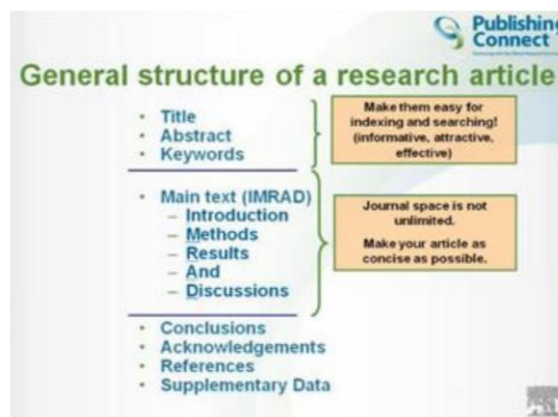 Publishing
Connect
General structure of a research article
• Title
• Abstract
• Keywords
Make them easy for
indexing and searching!
(informative, attractive,
effective)
• Main text (IMRAD)
– Introduction
– Methods
– Results
– And
– Discussions
Journal space is not
unlimited.
Make your article as
concise as possible.
• Conclusions
• Acknowledgements
• References
• Supplementary Data